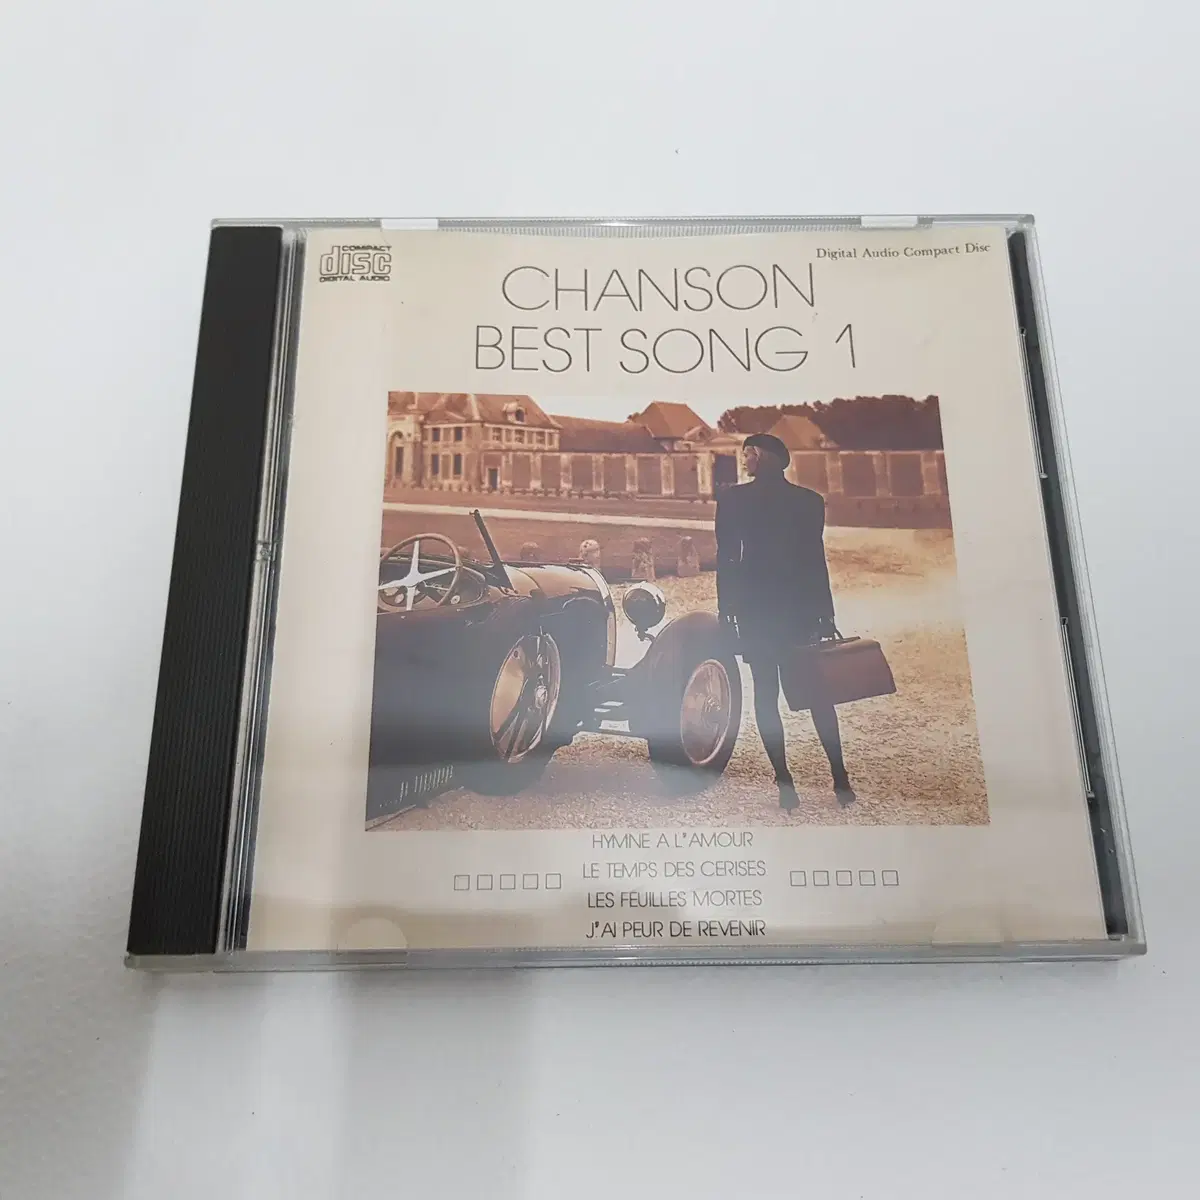 COMPACT
disc
DIGITAL AUDIO
Digital Audio Compact Disc
CHANSON
BEST SONG 1
HYMNE A L'AMOUR
LE TEMPS DES CERISES
LES FEUILLES MORTES
J'AI PEUR DE REVENIR